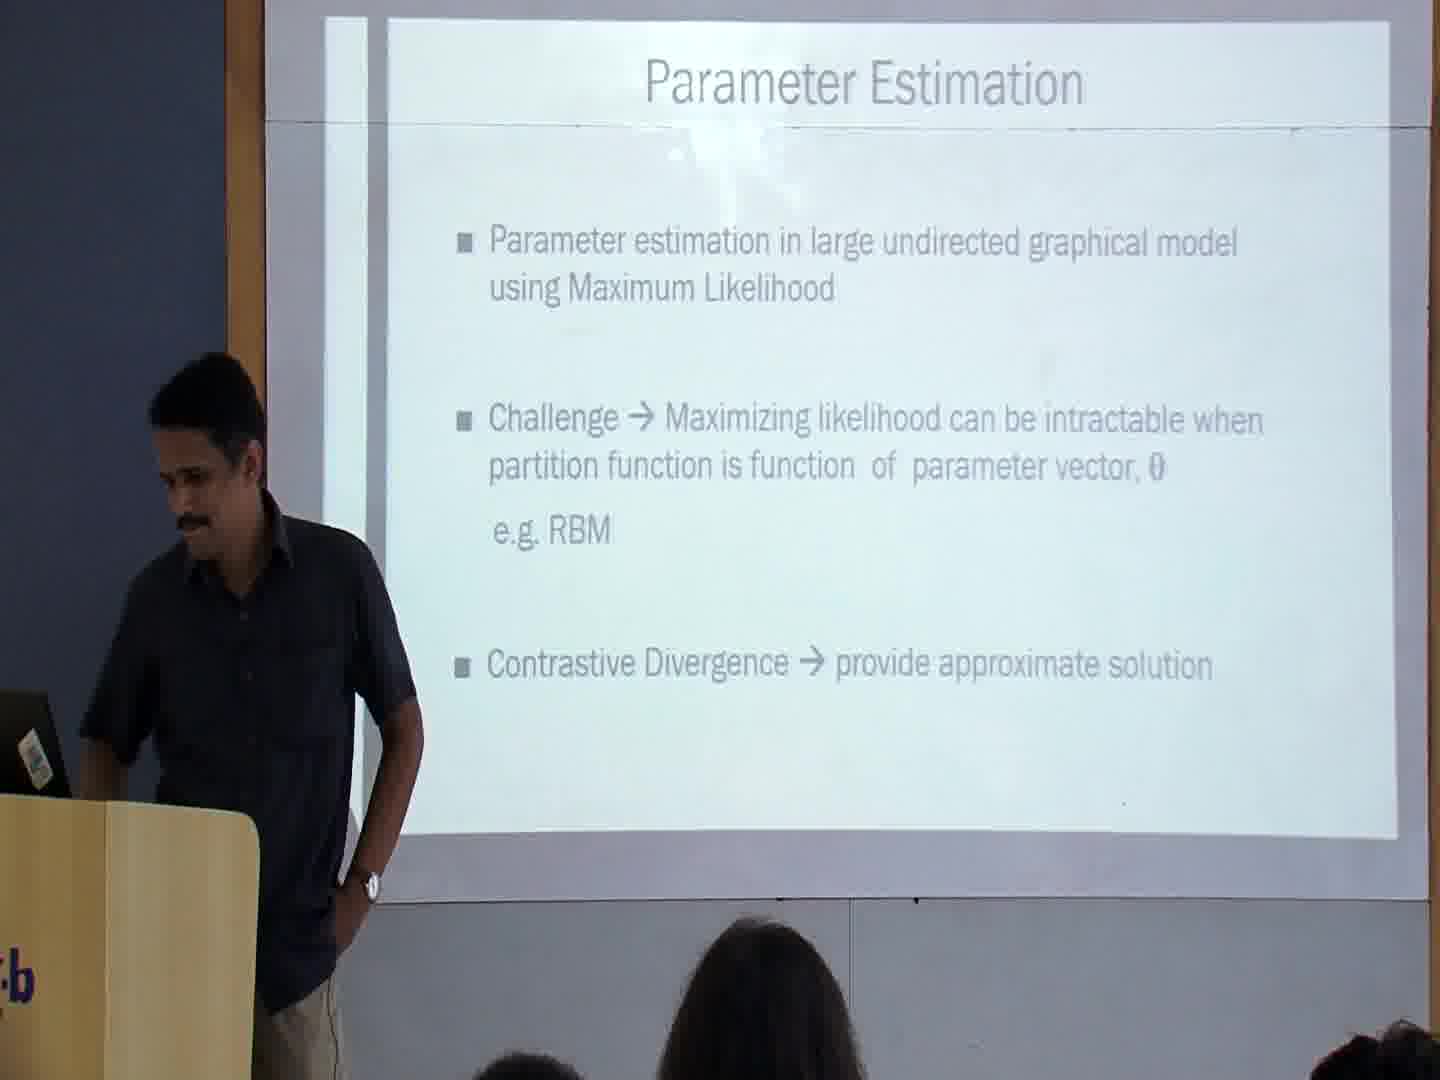 Parameter Estimation
■ Parameter estimation in large undirected graphical model
using Maximum Likelihood
■ Challenge → Maximizing likelihood can be intractable when
partition function is function of parameter vector, θ
e.g. RBM
■ Contrastive Divergence → provide approximate solution